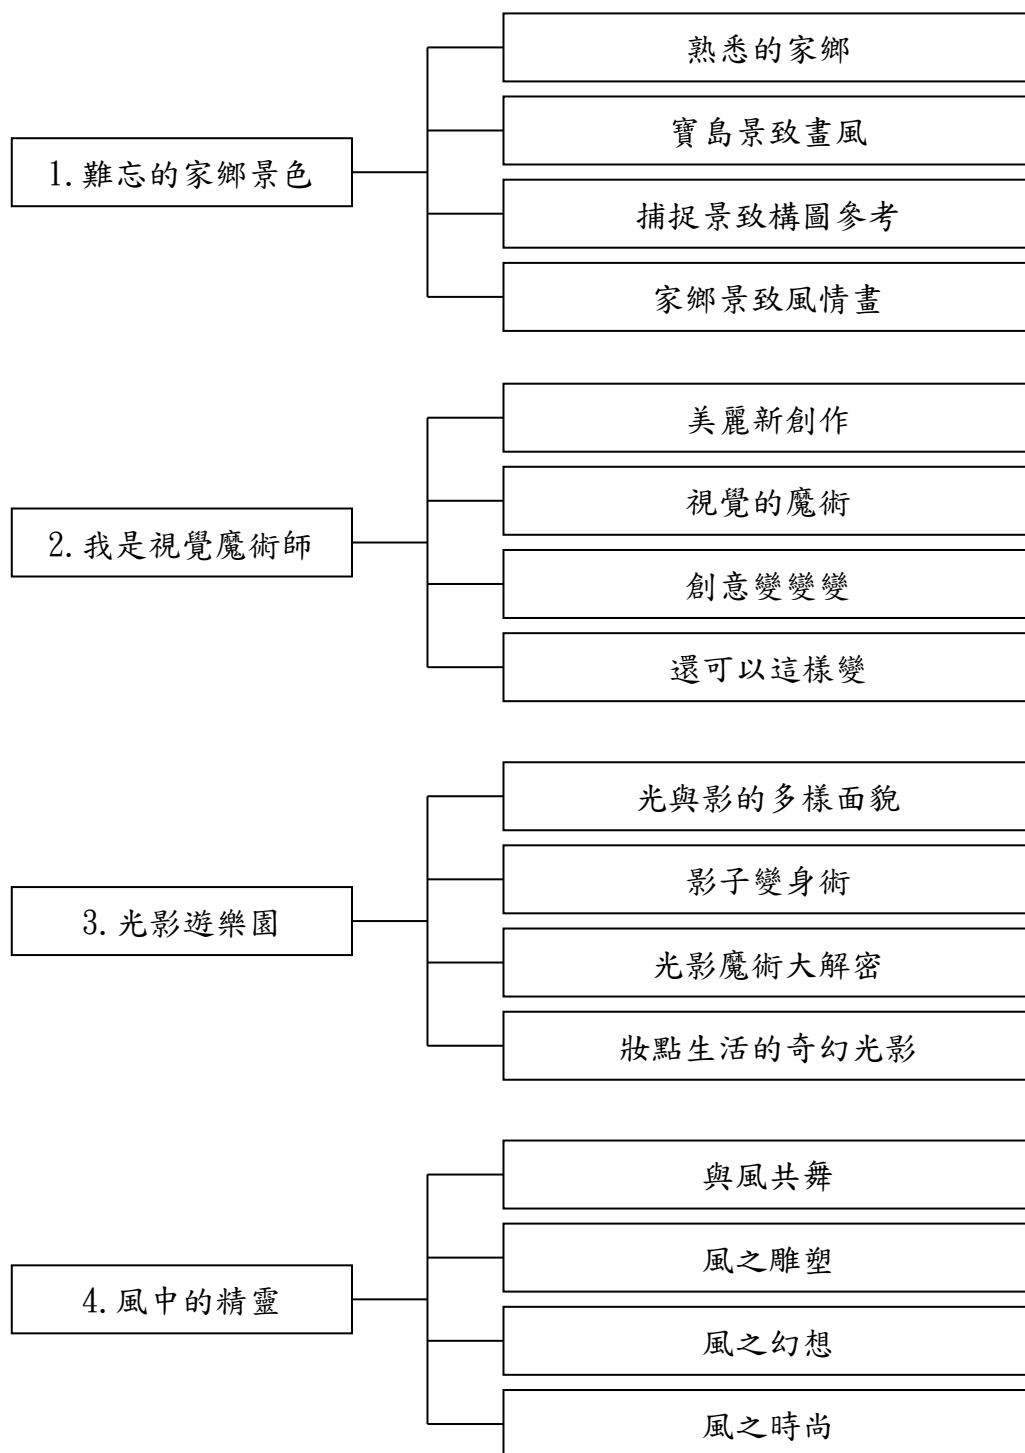 1.難忘的家鄉景色
熟悉的家鄉
寶島景致畫風
捕捉景致構圖參考
家鄉景致風情畫
2.我是視覺魔術師
美麗新創作
視覺的魔術
創意變變變
還可以這樣變
3.光影遊樂園
光與影的多樣面貌
影子變身術
光影魔術大解密
妝點生活的奇幻光影
4.風中的精靈
與風共舞
風之雕塑
風之幻想
風之時尚